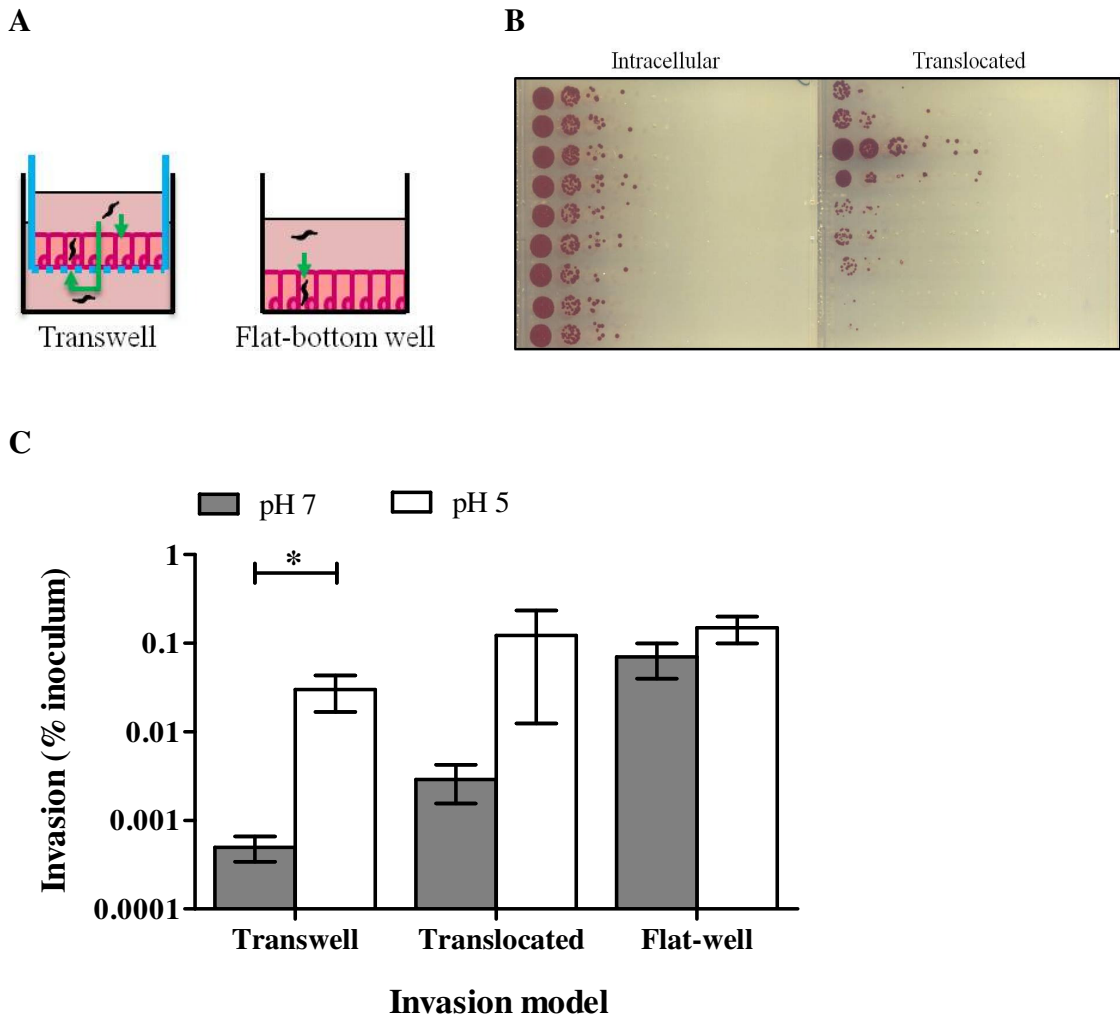 A
B
Intracellular Translocated
Transwell Flat-bottom well
C
pH 7 pH 5
*
Invasion (% inoculum)
1
0.1
0.01
0.001
0.0001
Transwell Translocated Flat-well
Invasion model